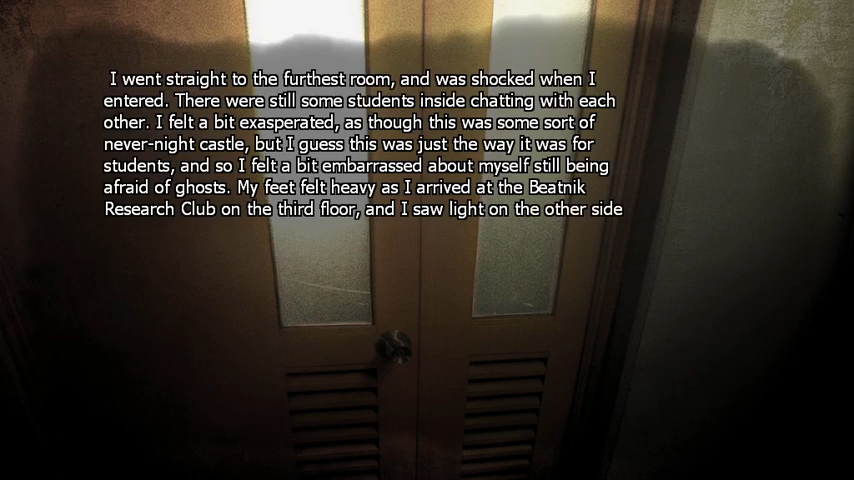 I went straight to the furthest room, and was shocked when I
entered. There were still some students inside chatting with each
other. I felt a bit exasperated, as though this was some sort of
never-night castle, but I guess this was just the way it was for
students, and so I felt a bit embarrassed about myself still being
afraid of ghosts. My feet felt heavy as I arrived at the Beatnik
Research Club on the third floor, and I saw light on the other side